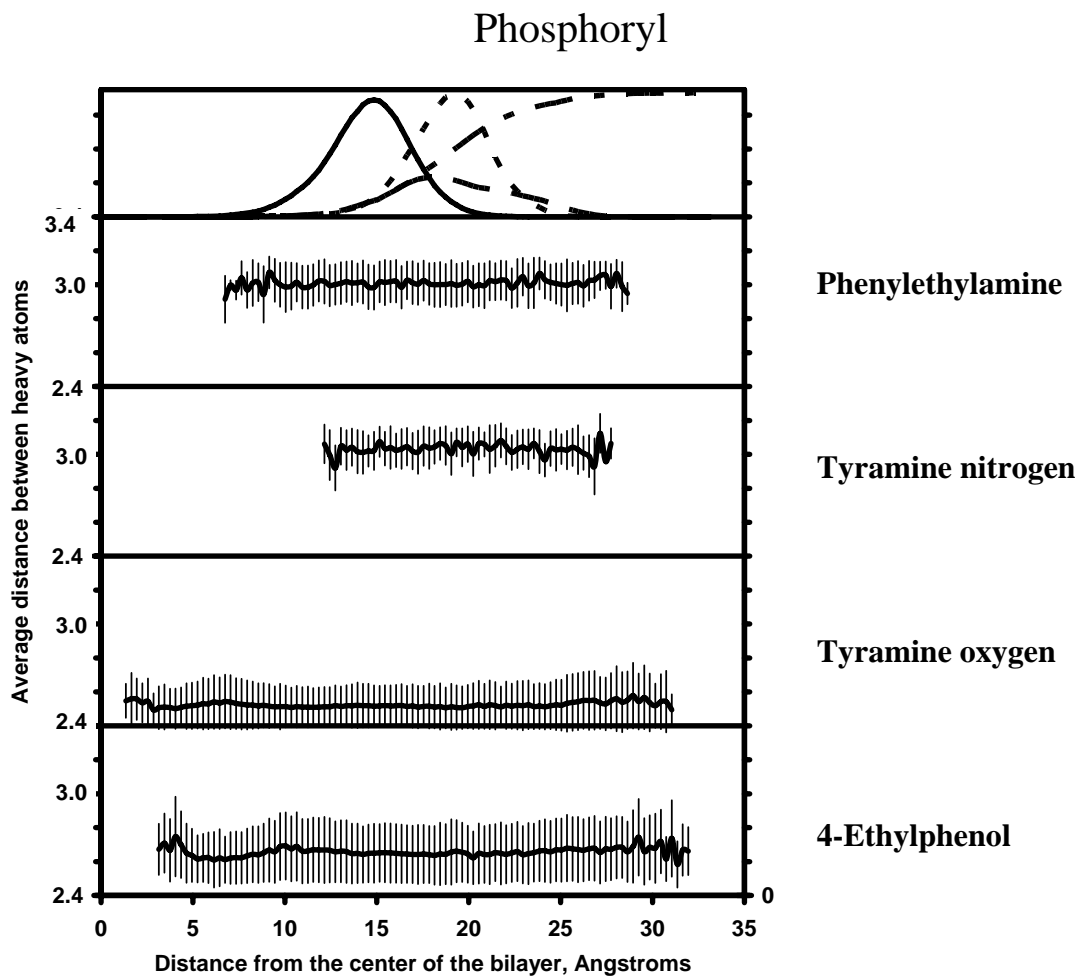 Phosphoryl
3.4
3.0
Phenylethylamine
2.4
3.0
Tyramine nitrogen
2.4
3.0
Tyramine oxygen
2.4
3.0
4-Ethylphenol
2.4
0
0 5 10 15 20 25 30 35
Distance from the center of the bilayer, Angstroms
Average distance between heavy atoms